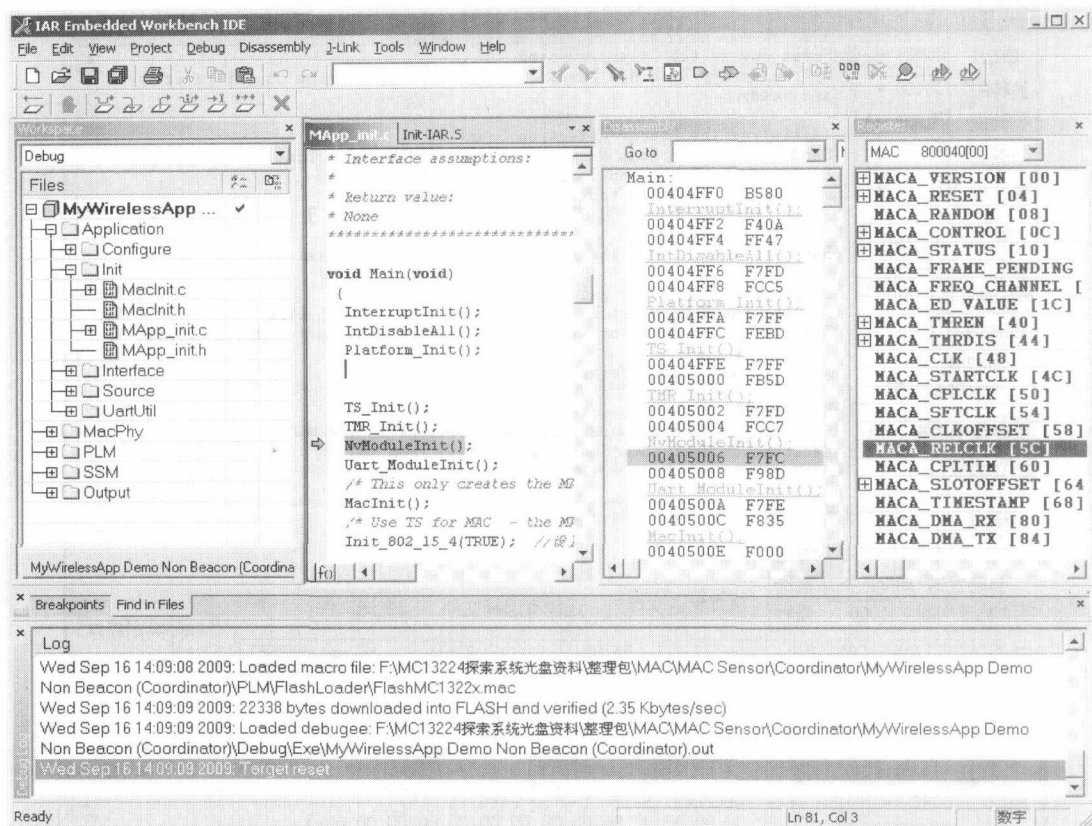 IAR Embedded Workbench IDE
File Edit View Project Debug Disassembly J-Link Tools Window Help
Workspace
Debug
Files
MyWirelessApp ...
Application
Configure
Init
MacInit.c
MacInit.h
MApp_init.c
MApp_init.h
Interface
Source
UartUtil
MacPhy
PLM
SSM
Output
MyWirelessApp Demo Non Beacon (Coordina
MApp_init.c Init-IAR.S
* Interface assumptions:
*
* Return value:
* None
void Main(void)
{
InterruptInit();
IntDisableAll();
Platform_Init();
TS_Init();
TMR_Init();
NvModuleInit();
Uart_ModuleInit();
/* This only creates the
MacInit();
/* Use TS for MAC - the
Init_802_15_4(TRUE); //设
Disassembly
Go to
Main:
00404FF0 B580
InterruptInit();
00404FF2 F40A
00404FF4 FF47
IntDisableAll();
00404FF6 F7FD
00404FF8 FCC5
Platform_Init();
00404FFA F7FF
00404FFC FEBD
TS_Init();
00404FFE F7FF
00405000 FB5D
TMR_Init();
00405002 F7FD
00405004 FCC7
NvModuleInit();
00405006 F7FC
00405008 F98D
Uart_ModuleInit();
0040500A F7FE
0040500C F835
MacInit();
0040500E F000
Register
MAC 800040[00]
MACA_VERSION [00]
MACA_RESET [04]
MACA_RANDOM [08]
MACA_CONTROL [0C]
MACA_STATUS [10]
MACA_FRAME_PENDING
MACA_FREQ_CHANNEL [
MACA_ED_VALUE [1C]
MACA_TMREN [40]
MACA_TMRDIS [44]
MACA_CLK [48]
MACA_STARTCLK [4C]
MACA_CPLCLK [50]
MACA_SFTCLK [54]
MACA_CLKOFFSET [58]
MACA_RELCLK [5C]
MACA_CPLTIM [60]
MACA_SLOTOFFSET [64
MACA_TIMESTAMP [68]
MACA_DMA_RX [80]
MACA_DMA_TX [84]
Breakpoints Find in Files
Log
Wed Sep 16 14:09:08 2009: Loaded macro file: F:\MC13224探索系统光盘资料\整理包\MAC\MAC Sensor\Coordinator\MyWirelessApp Demo
Non Beacon (Coordinator)\PLM\FlashLoader\FlashMC1322x.mac
Wed Sep 16 14:09:09 2009: 22338 bytes downloaded into FLASH and verified (2.35 Kbytes/sec)
Wed Sep 16 14:09:09 2009: Loaded debugee: F:\MC13224探索系统光盘资料\整理包\MAC\MAC Sensor\Coordinator\MyWirelessApp Demo
Non Beacon (Coordinator)\Debug\Exe\MyWirelessApp Demo Non Beacon (Coordinator).out
Wed Sep 16 14:09:09 2009: Target reset
Debug Log
Ready
Ln 81, Col 3
数字